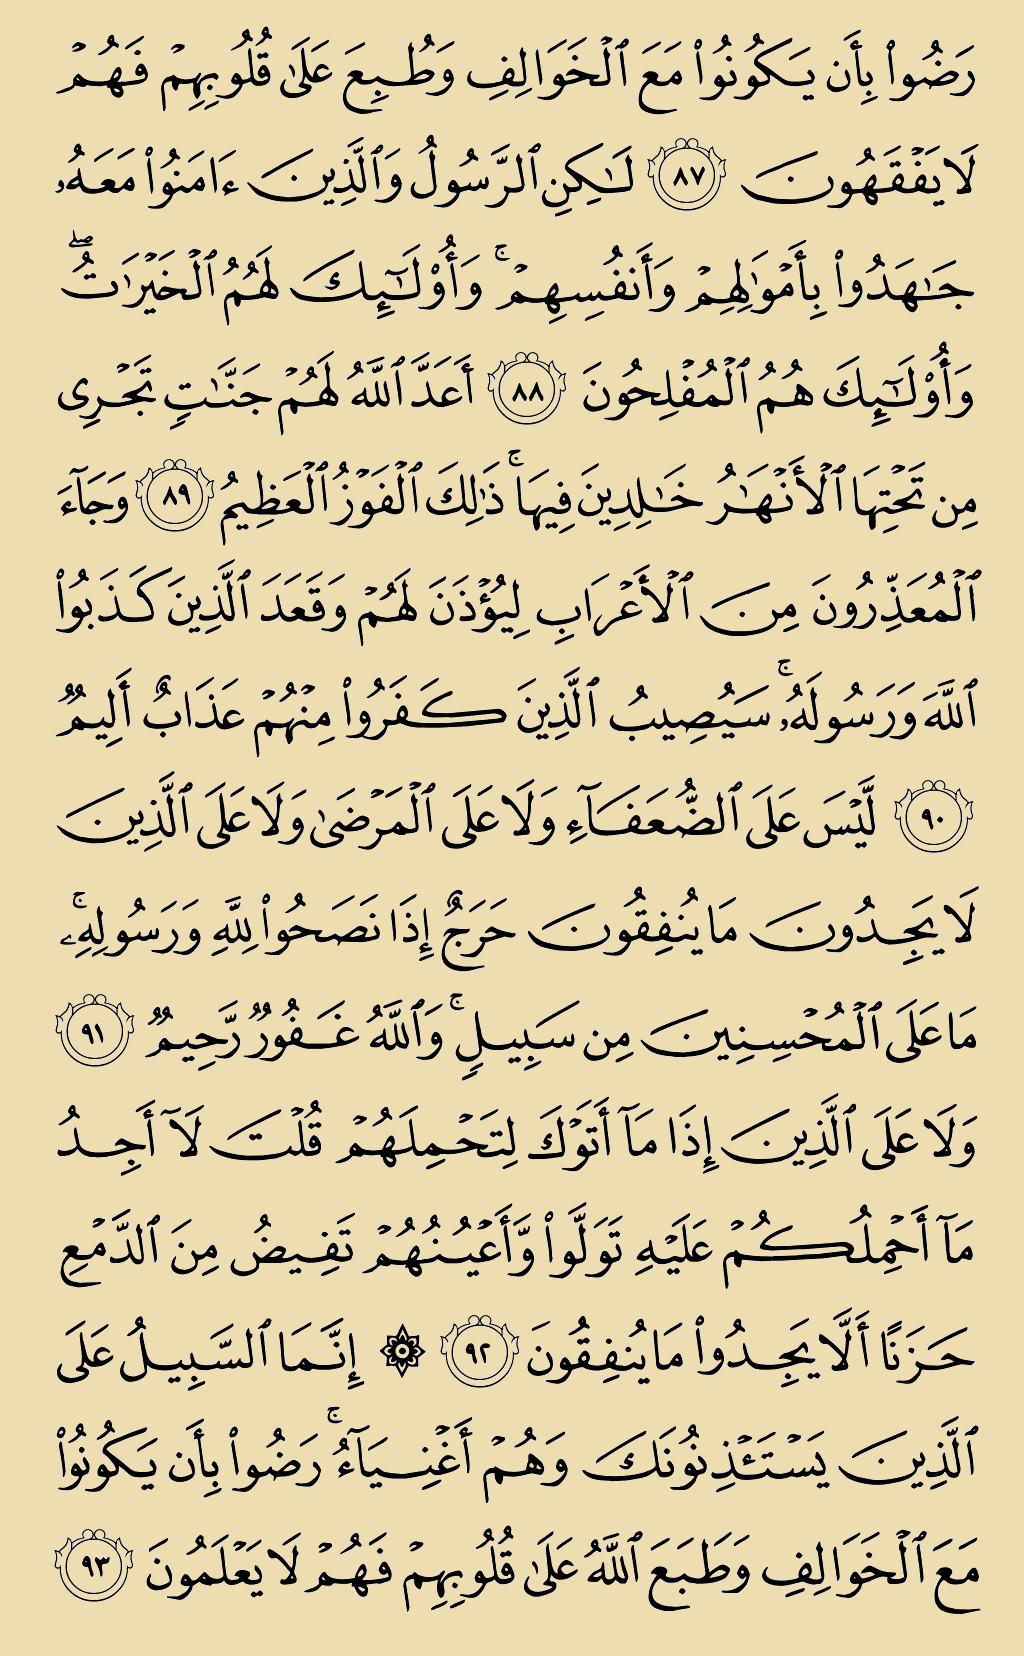 رَضُوا۟ بِأَن يَكُونُوا۟ مَعَ ٱلْخَوَالِفِ وَطُبِعَ عَلَىٰ قُلُوبِهِمْ فَهُمْ
لَا يَفْقَهُونَ ٨٧ لَـٰكِنِ ٱلرَّسُولُ وَٱلَّذِينَ ءَامَنُوا۟ مَعَهُۥ
جَـٰهَدُوا۟ بِأَمْوَٰلِهِمْ وَأَنفُسِهِمْ ۚ وَأُو۟لَـٰٓئِكَ لَهُمُ ٱلْخَيْرَٰتُ ۖ
وَأُو۟لَـٰٓئِكَ هُمُ ٱلْمُفْلِحُونَ ٨٨ أَعَدَّ ٱللَّهُ لَهُمْ جَنَّـٰتٍ تَجْرِى
مِن تَحْتِهَا ٱلْأَنْهَـٰرُ خَـٰلِدِينَ فِيهَا ۚ ذَٰلِكَ ٱلْفَوْزُ ٱلْعَظِيمُ ٨٩ وَجَآءَ
ٱلْمُعَذِّرُونَ مِنَ ٱلْأَعْرَابِ لِيُؤْذَنَ لَهُمْ وَقَعَدَ ٱلَّذِينَ كَذَبُوا۟
ٱللَّهَ وَرَسُولَهُۥ ۚ سَيُصِيبُ ٱلَّذِينَ كَفَرُوا۟ مِنْهُمْ عَذَابٌ أَلِيمٌ
٩٠ لَّيْسَ عَلَى ٱلضُّعَفَآءِ وَلَا عَلَى ٱلْمَرْضَىٰ وَلَا عَلَى ٱلَّذِينَ
لَا يَجِدُونَ مَا يُنفِقُونَ حَرَجٌ إِذَا نَصَحُوا۟ لِلَّهِ وَرَسُولِهِۦ ۚ
مَا عَلَى ٱلْمُحْسِنِينَ مِن سَبِيلٍ ۚ وَٱللَّهُ غَفُورٌ رَّحِيمٌ ٩١
وَلَا عَلَى ٱلَّذِينَ إِذَا مَآ أَتَوْكَ لِتَحْمِلَهُمْ قُلْتَ لَآ أَجِدُ
مَآ أَحْمِلُكُمْ عَلَيْهِ تَوَلَّوا۟ وَّأَعْيُنُهُمْ تَفِيضُ مِنَ ٱلدَّمْعِ
حَزَنًا أَلَّا يَجِدُوا۟ مَا يُنفِقُونَ ٩٢ ۞ إِنَّمَا ٱلسَّبِيلُ عَلَى
ٱلَّذِينَ يَسْتَـْٔذِنُونَكَ وَهُمْ أَغْنِيَآءُ ۚ رَضُوا۟ بِأَن يَكُونُوا۟
مَعَ ٱلْخَوَالِفِ وَطَبَعَ ٱللَّهُ عَلَىٰ قُلُوبِهِمْ فَهُمْ لَا يَعْلَمُونَ ٩٣